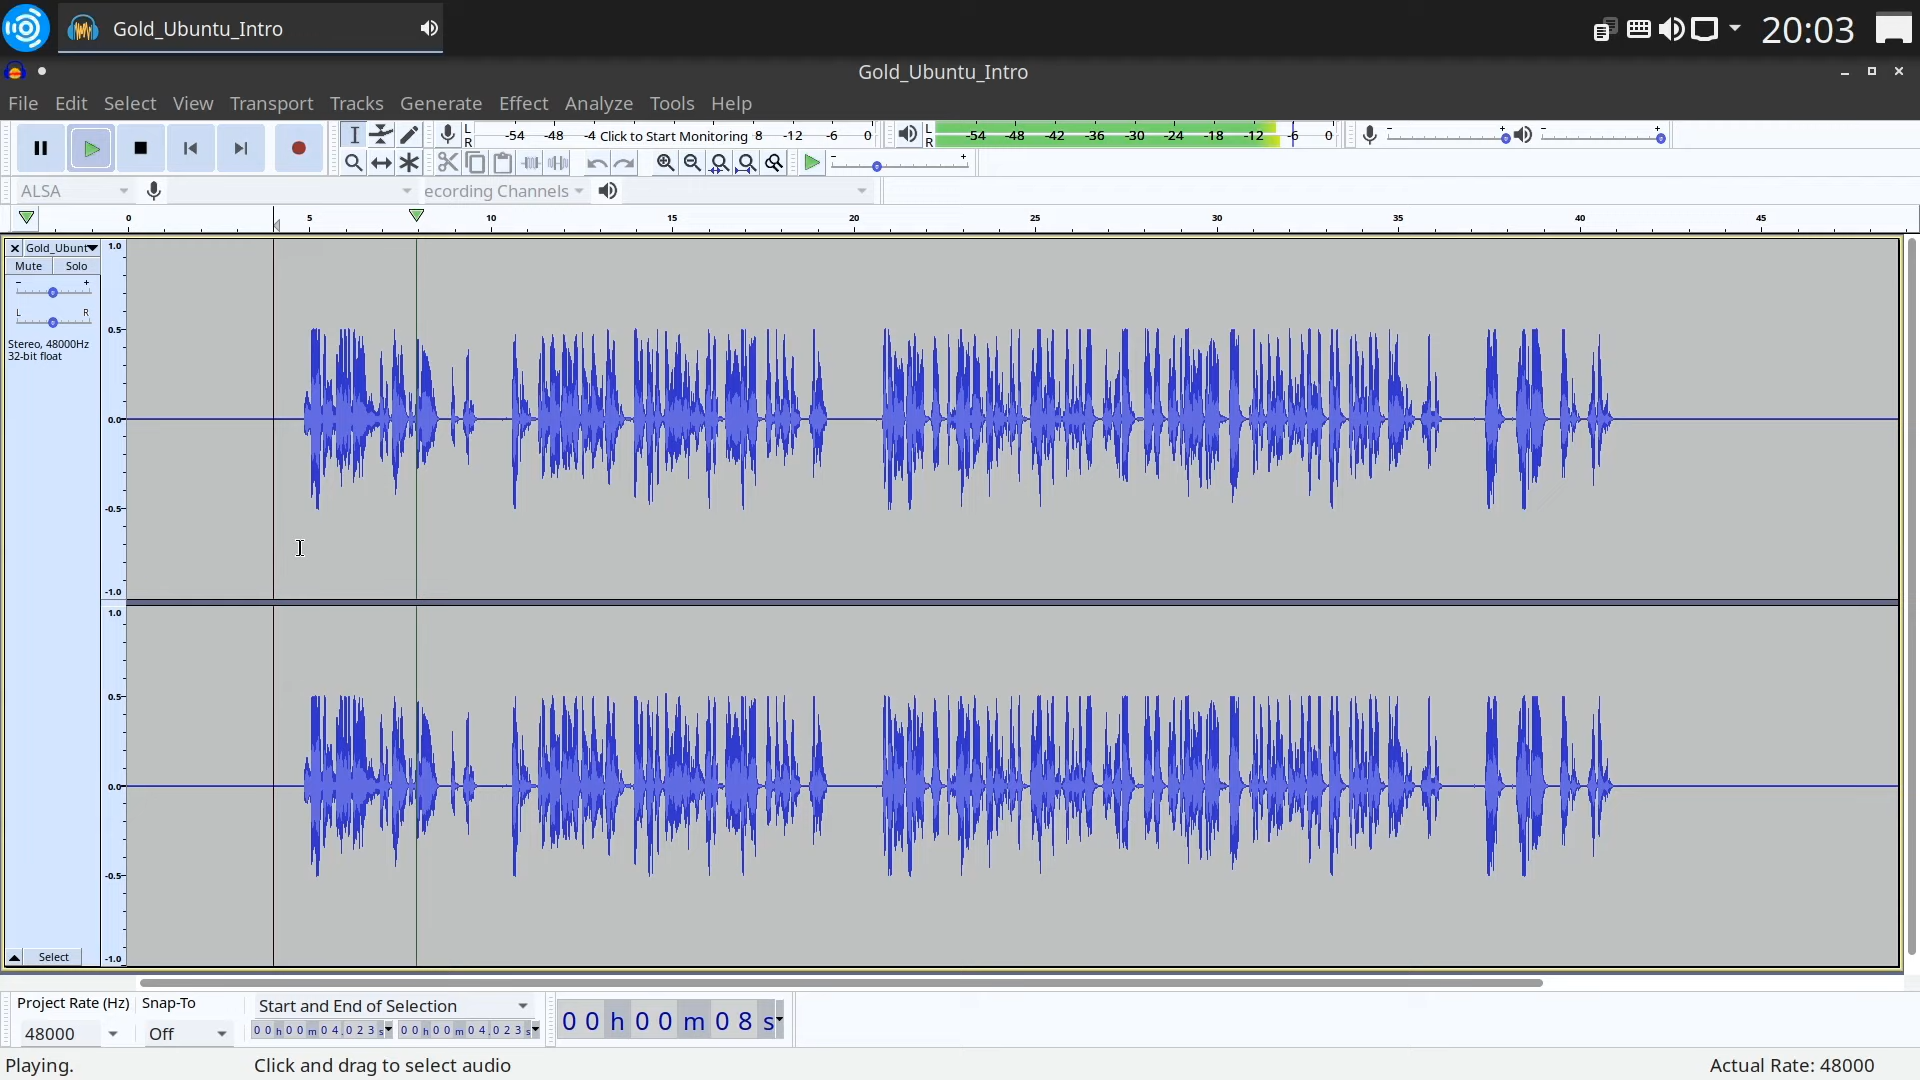 Gold_Ubuntu_Intro
20:03
Gold_Ubuntu_Intro
File Edit Select View Transport Tracks Generate Effect Analyze Tools Help
L R -54 -48 -4 Click to Start Monitoring 8 -12 -6 0 L R -54 -48 -42 -36 -30 -24 -18 -12 -6 0
ALSA ecording Channels
0 5 10 15 20 25 30 35 40 45
Gold_Ubunt
Mute Solo
- +
L R
Stereo, 48000Hz
32-bit float
1.0
0.5
0.0
-0.5
-1.0
1.0
0.5
0.0
-0.5
-1.0
Select
Project Rate (Hz) Snap-To Start and End of Selection
48000 Off 00h00m04.023s 00h00m04.023s
00h00m08s
Playing. Click and drag to select audio Actual Rate: 48000